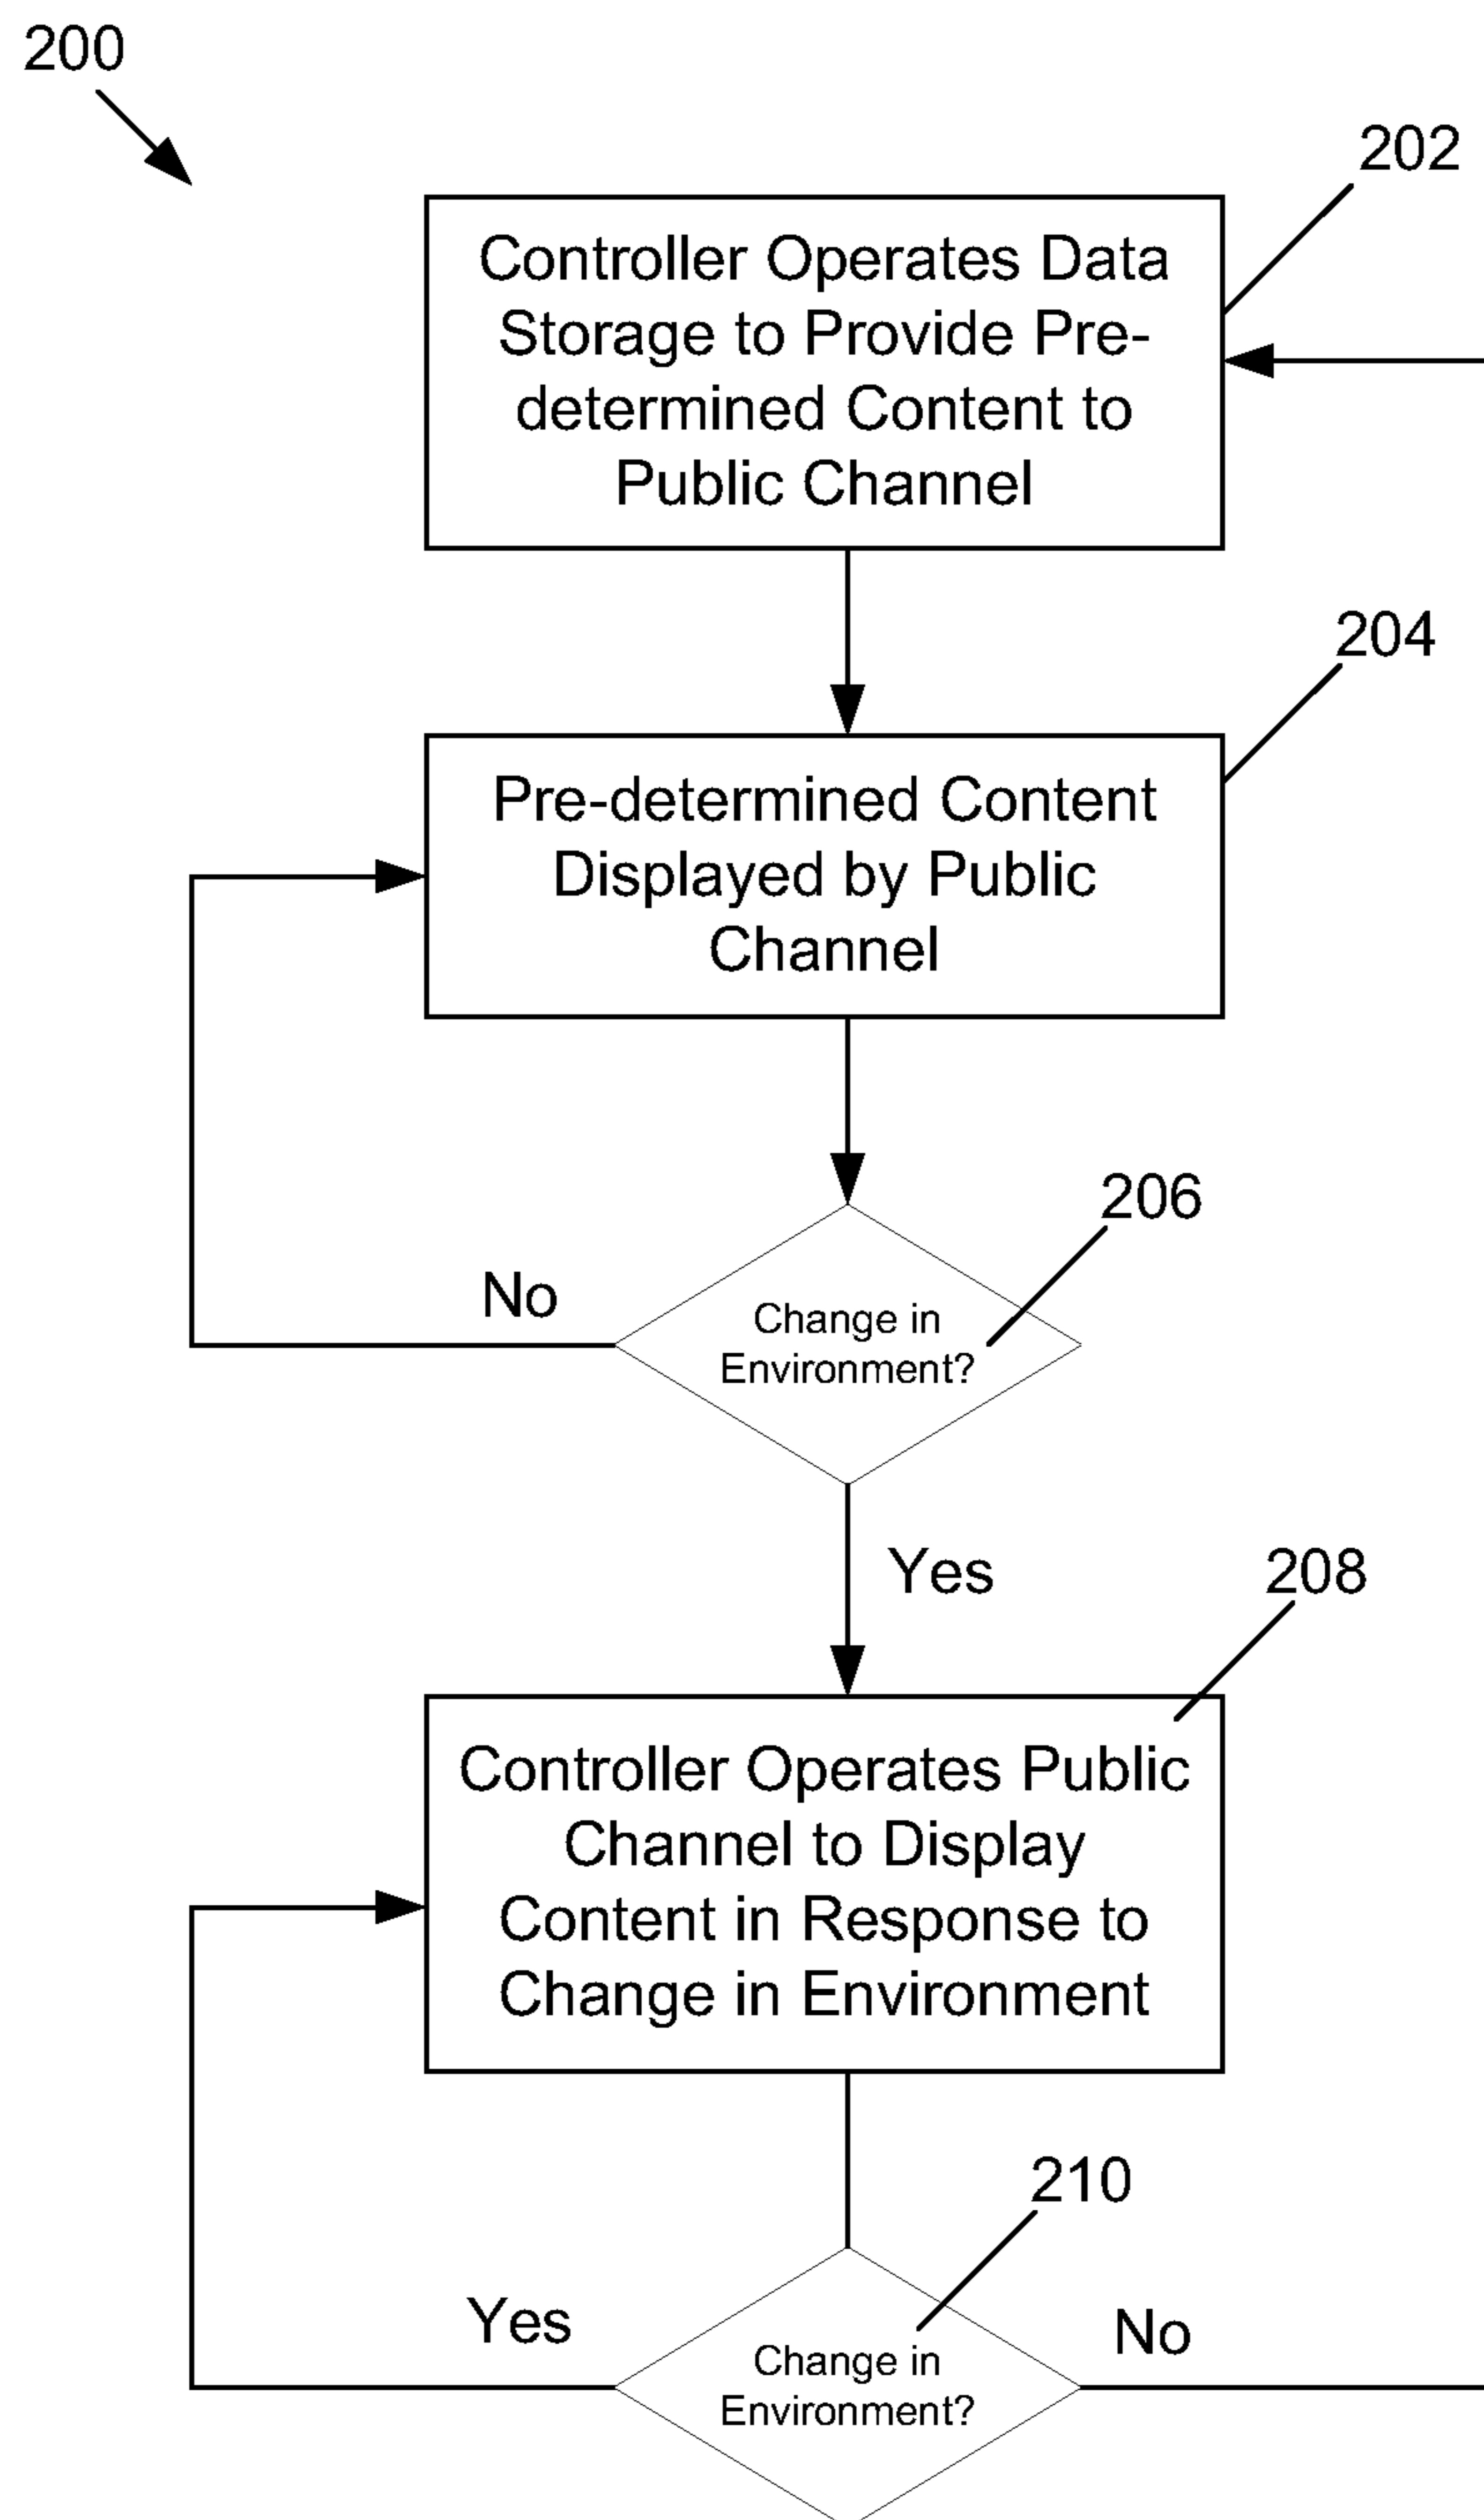 200
202
Controller Operates Data
Storage to Provide Pre-
determined Content to
Public Channel
204
Pre-determined Content
Displayed by Public
Channel
206
No
Change in
Environment?
Yes
208
Controller Operates Public
Channel to Display
Content in Response to
Change in Environment
210
Yes
No
Change in
Environment?